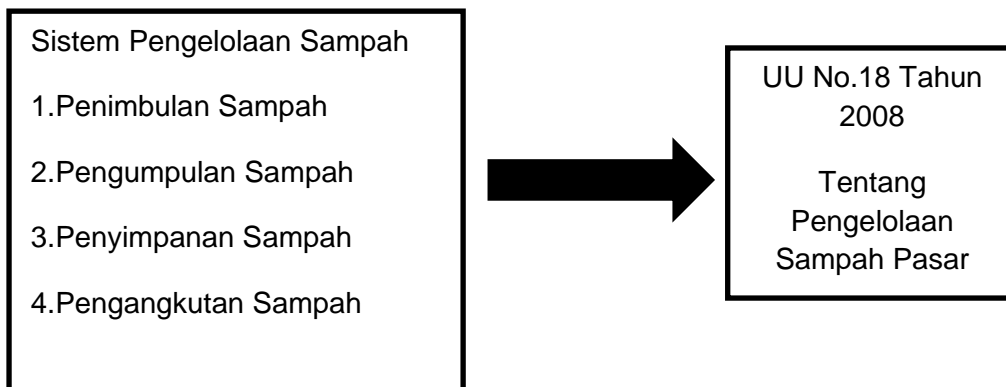 Sistem Pengelolaan Sampah
1.Penimbulan Sampah
2.Pengumpulan Sampah
3.Penyimpanan Sampah
4.Pengangkutan Sampah
UU No.18 Tahun
2008
Tentang
Pengelolaan
Sampah Pasar